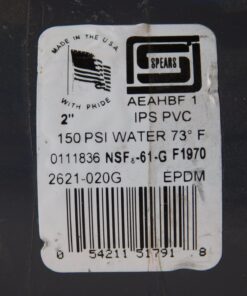 MADE IN THE U.S.A.
WITH PRIDE
SPEARS
AEAHBF 1
2" IPS PVC
150 PSI WATER 73° F
0111836 NSF®-61-G F1970
2621-020G EPDM
0 54211 51791 8